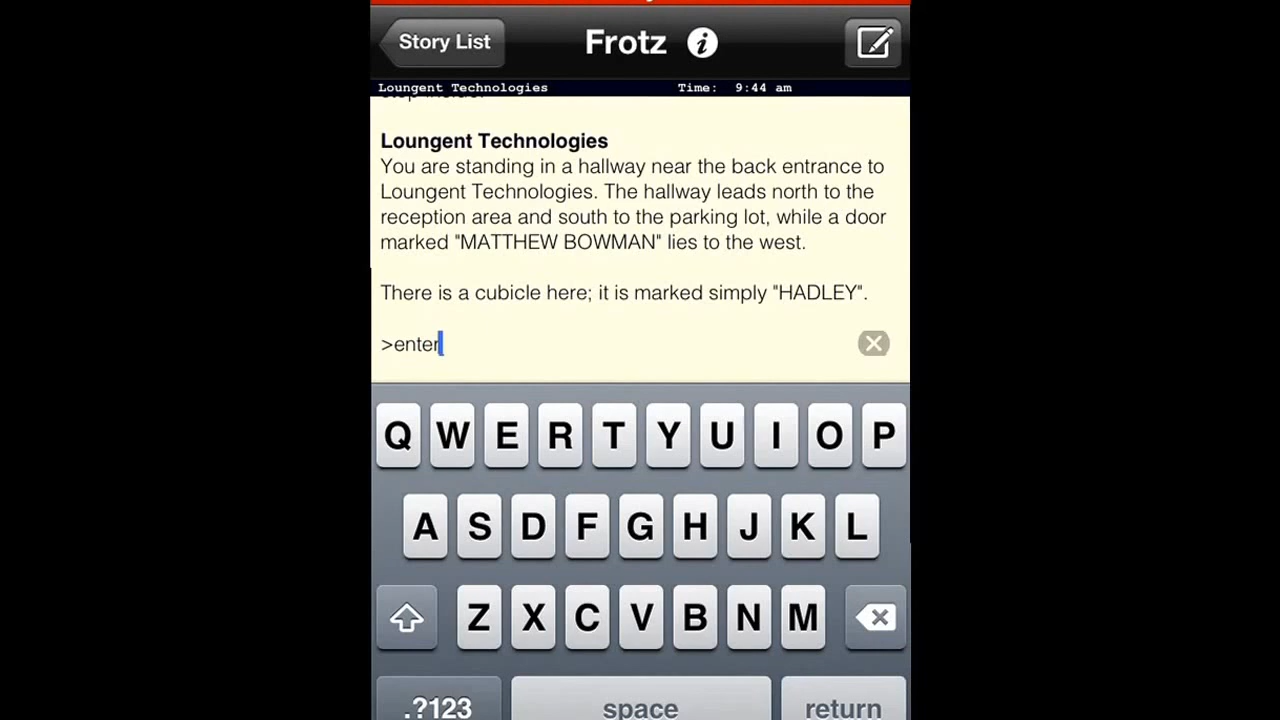 Story List Frotz i
Loungent Technologies Time: 9:44 am
Loungent Technologies
You are standing in a hallway near the back entrance to
Loungent Technologies. The hallway leads north to the
reception area and south to the parking lot, while a door
marked "MATTHEW BOWMAN" lies to the west.
There is a cubicle here; it is marked simply "HADLEY".
>enter
Q W E R T Y U I O P
A S D F G H J K L
Z X C V B N M
.?123 space return